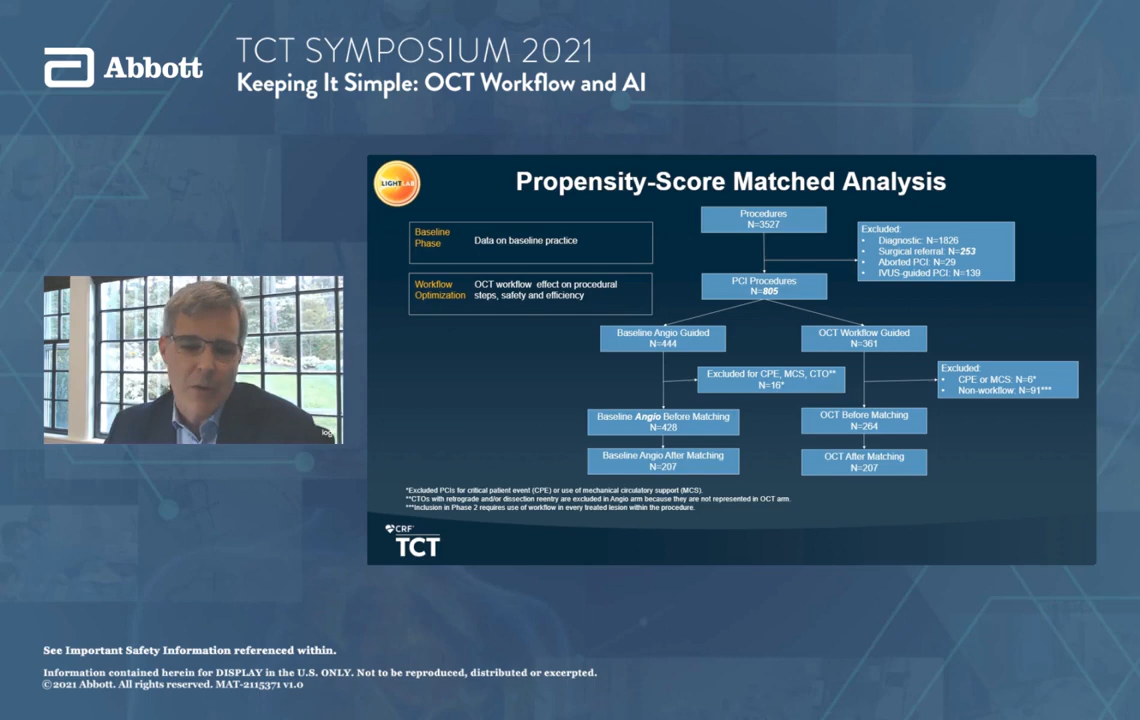 Abbott
TCT SYMPOSIUM 2021
Keeping It Simple: OCT Workflow and AI
LIGHTLAB
Propensity-Score Matched Analysis
Baseline
Phase
Data on baseline practice
Workflow
Optimization
OCT workflow effect on procedural
steps, safety and efficiency
Procedures
N=3527
Excluded:
• Diagnostic: N=1826
• Surgical referral: N=253
• Aborted PCI: N=29
• IVUS-guided PCI: N=139
PCI Procedures
N=805
Baseline Angio Guided
N=444
OCT Workflow Guided
N=361
Excluded for CPE, MCS, CTO**
N=16*
Excluded:
• CPE or MCS: N=6*
• Non-workflow: N=91***
Baseline Angio Before Matching
N=428
OCT Before Matching
N=264
Baseline Angio After Matching
N=207
OCT After Matching
N=207
*Excluded PCIs for critical patient event (CPE) or use of mechanical circulatory support (MCS).
**CTOs with retrograde and/or dissection reentry are excluded in Angio arm because they are not represented in OCT arm.
***Inclusion in Phase 2 requires use of workflow in every treated lesion within the procedure.
CRF
TCT
See Important Safety Information referenced within.
Information contained herein for DISPLAY in the U.S. ONLY. Not to be reproduced, distributed or excerpted.
©2021 Abbott. All rights reserved. MAT-2115371 v1.0